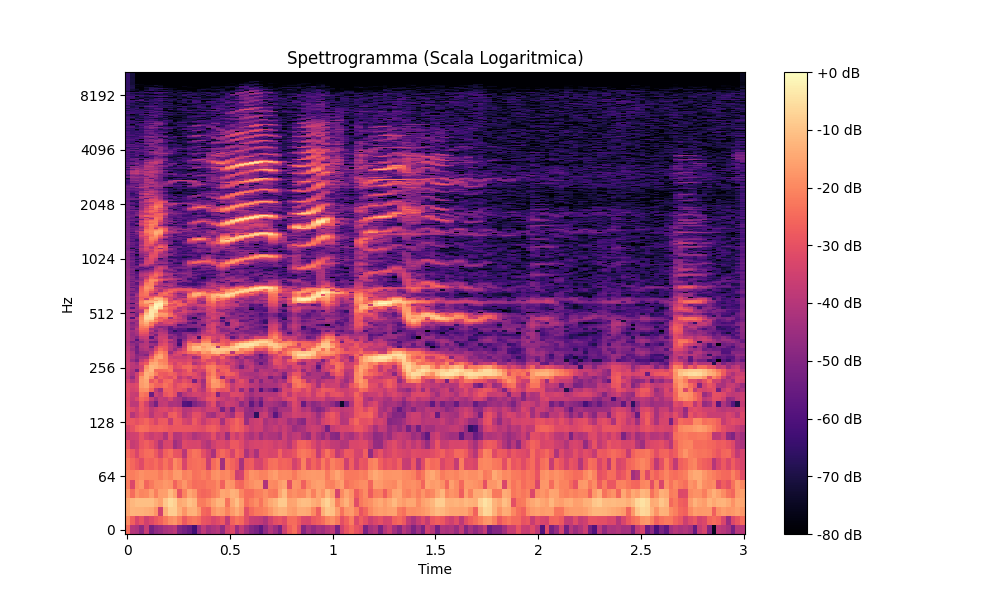 Spettrogramma (Scala Logaritmica)
Hz
8192
4096
2048
1024
512
256
128
64
0
0
0.5
1
1.5
2
2.5
3
Time
+0 dB
-10 dB
-20 dB
-30 dB
-40 dB
-50 dB
-60 dB
-70 dB
-80 dB